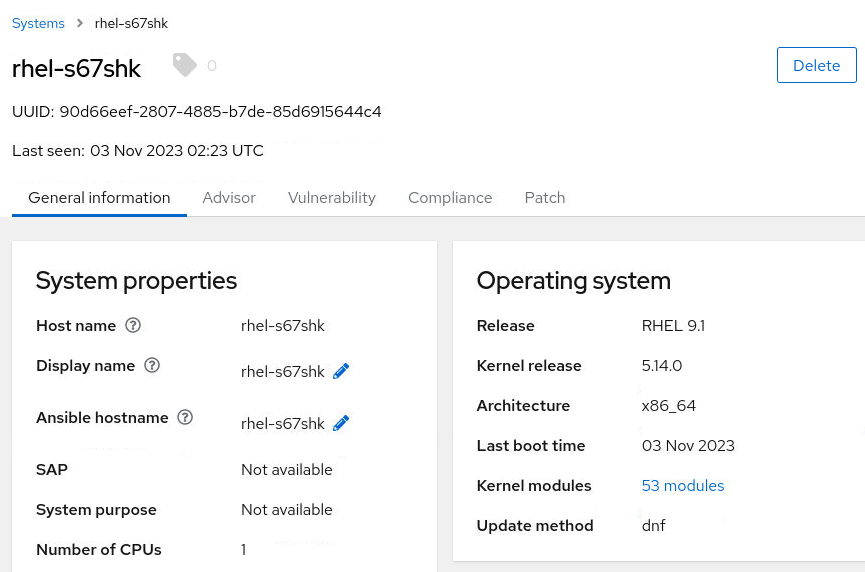 Systems > rhel-s67shk
rhel-s67shk 0
Delete
UUID: 90d66eef-2807-4885-b7de-85d6915644c4
Last seen: 03 Nov 2023 02:23 UTC
General information Advisor Vulnerability Compliance Patch
System properties
Host name ? rhel-s67shk
Display name ? rhel-s67shk
Ansible hostname ? rhel-s67shk
SAP Not available
System purpose Not available
Number of CPUs 1
Operating system
Release RHEL 9.1
Kernel release 5.14.0
Architecture x86_64
Last boot time 03 Nov 2023
Kernel modules 53 modules
Update method dnf